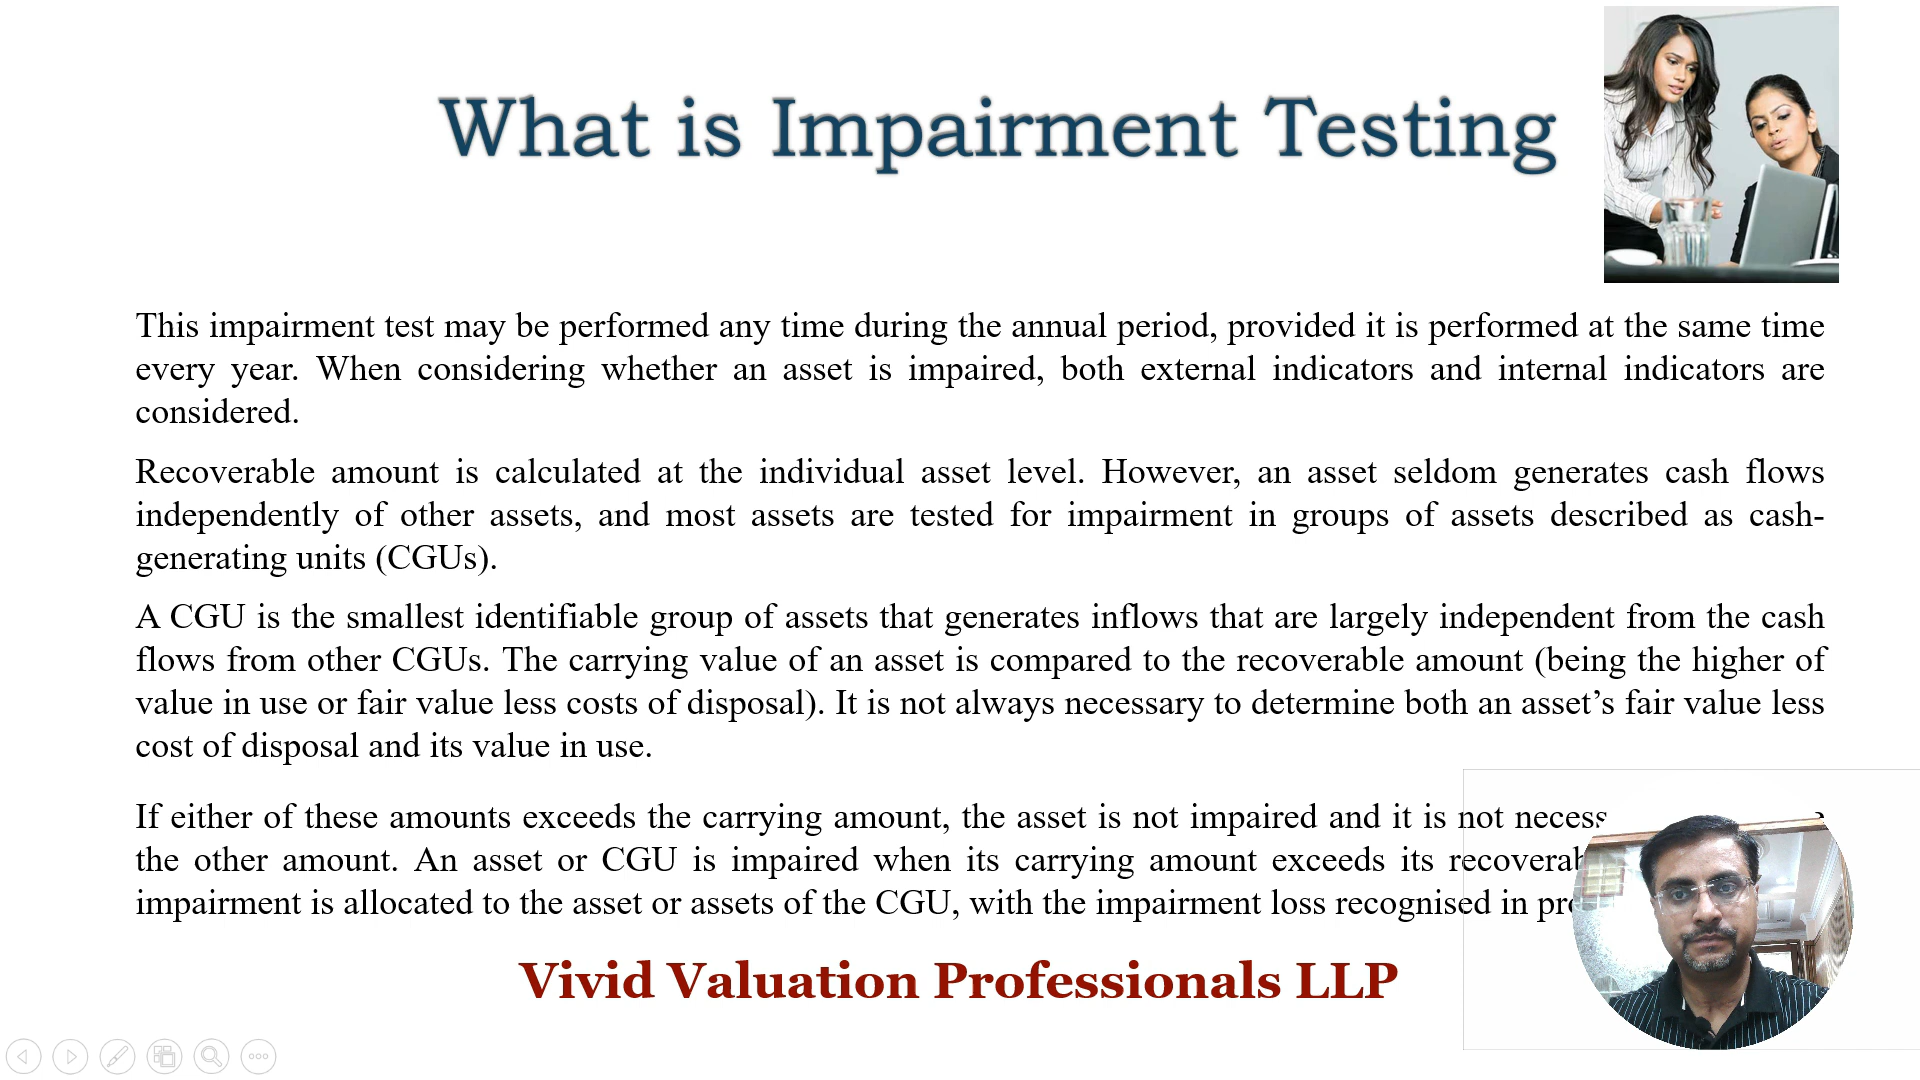 What is Impairment Testing
This impairment test may be performed any time during the annual period, provided it is performed at the same time
every year. When considering whether an asset is impaired, both external indicators and internal indicators are
considered.
Recoverable amount is calculated at the individual asset level. However, an asset seldom generates cash flows
independently of other assets, and most assets are tested for impairment in groups of assets described as cash-
generating units (CGUs).
A CGU is the smallest identifiable group of assets that generates inflows that are largely independent from the cash
flows from other CGUs. The carrying value of an asset is compared to the recoverable amount (being the higher of
value in use or fair value less costs of disposal). It is not always necessary to determine both an asset’s fair value less
cost of disposal and its value in use.
If either of these amounts exceeds the carrying amount, the asset is not impaired and it is not
the other amount. An asset or CGU is impaired when its carrying amount exceeds its
impairment is allocated to the asset or assets of the CGU, with the impairment loss recognised in
Vivid Valuation Professionals LLP